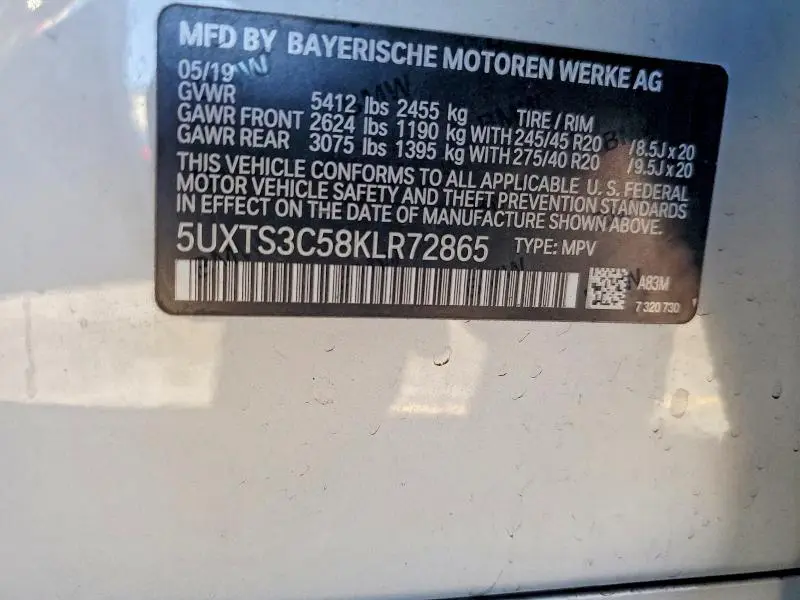 MFD BY BAYERISCHE MOTOREN WERKE AG
05/19
GVWR 5412 lbs 2455 kg TIRE / RIM
GAWR FRONT 2624 lbs 1190 kg WITH 245/45 R20 /8.5J x 20
GAWR REAR 3075 lbs 1395 kg WITH 275/40 R20 /9.5J x 20
THIS VEHICLE CONFORMS TO ALL APPLICABLE U.S. FEDERAL
MOTOR VEHICLE SAFETY AND THEFT PREVENTION STANDARDS
IN EFFECT ON THE DATE OF MANUFACTURE SHOWN ABOVE.
5UXTS3C58KLR72865 TYPE: MPV
A83M
7 320 730